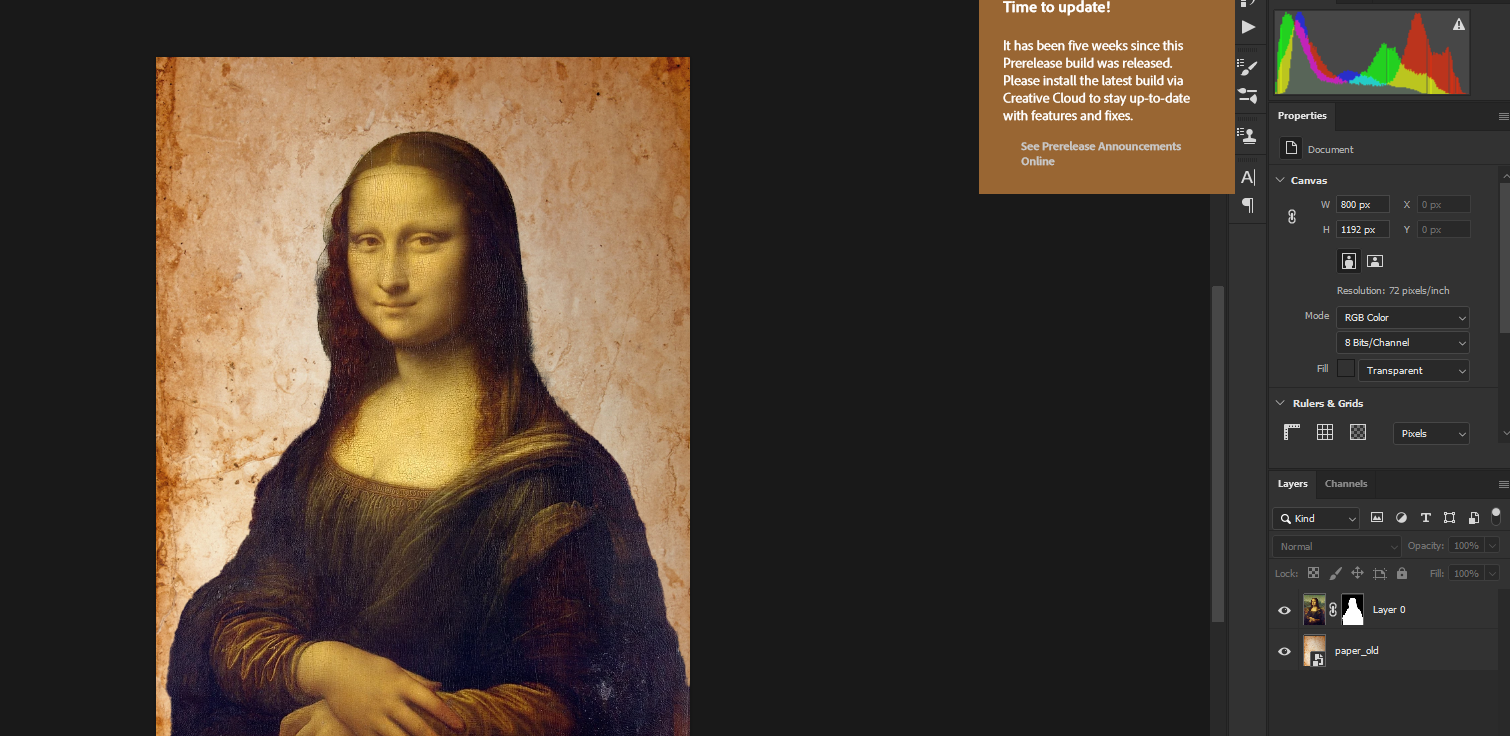 Time to update!
It has been five weeks since this
Prerelease build was released.
Please install the latest build via
Creative Cloud to stay up-to-date
with features and fixes.
See Prerelease Announcements
Online
A|
¶
Properties
Document
Canvas
W 800 px X 0 px
H 1192 px Y 0 px
Resolution: 72 pixels/inch
Mode RGB Color
8 Bits/Channel
Fill Transparent
Rulers & Grids
Pixels
Layers Channels
Kind T
Normal Opacity: 100%
Lock: Fill: 100%
Layer 0
paper_old